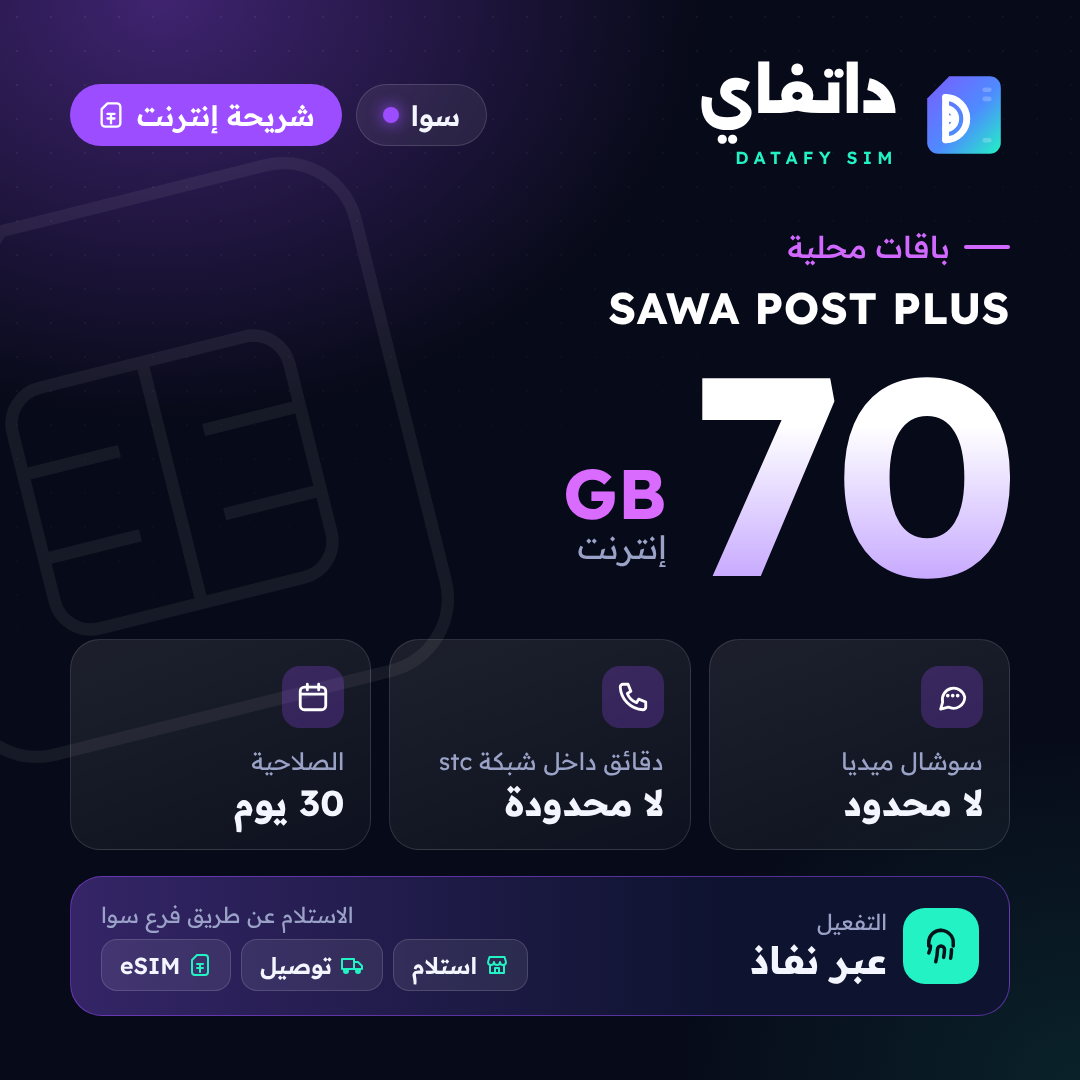 داتفاي
DATAFY SIM
سوا
شريحة إنترنت
باقات محلية
SAWA POST PLUS
70
GB
إنترنت
سوشال ميديا
لا محدود
دقائق داخل شبكة stc
لا محدودة
الصلاحية
30 يوم
التفعيل
عبر نفاذ
الاستلام عن طريق فرع سوا
استلام
توصيل
eSIM